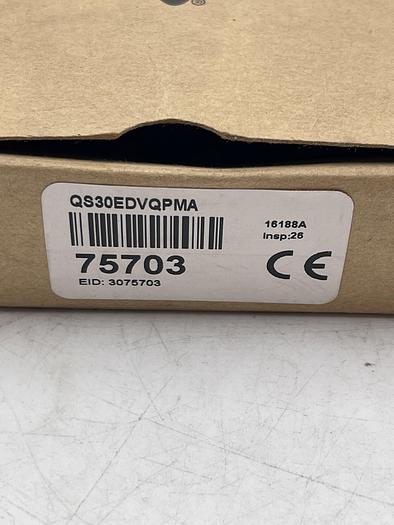 ®
QS30EDVQPMA
16188A
Insp:26
75703
CE
EID: 3075703